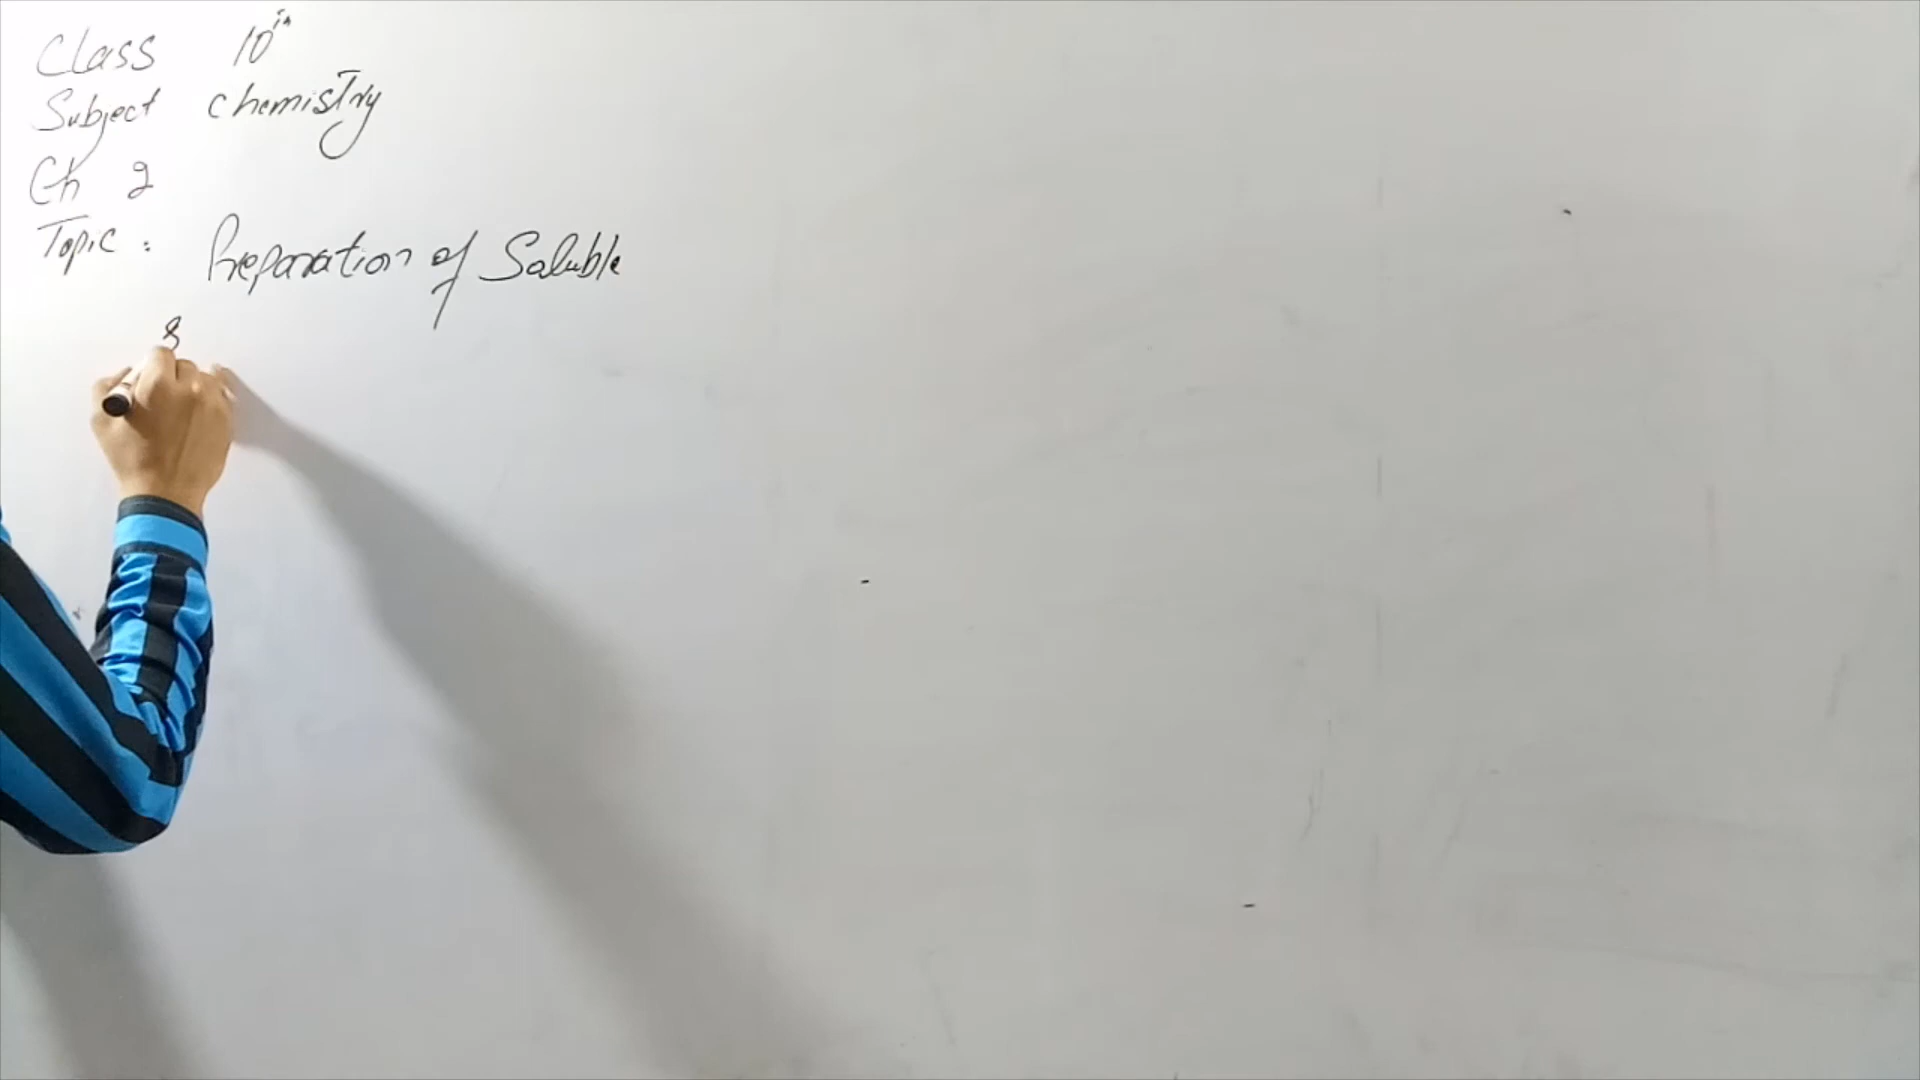 Class 10th
Subject chemistry
Ch 2
Topic : Preparation of Soluble